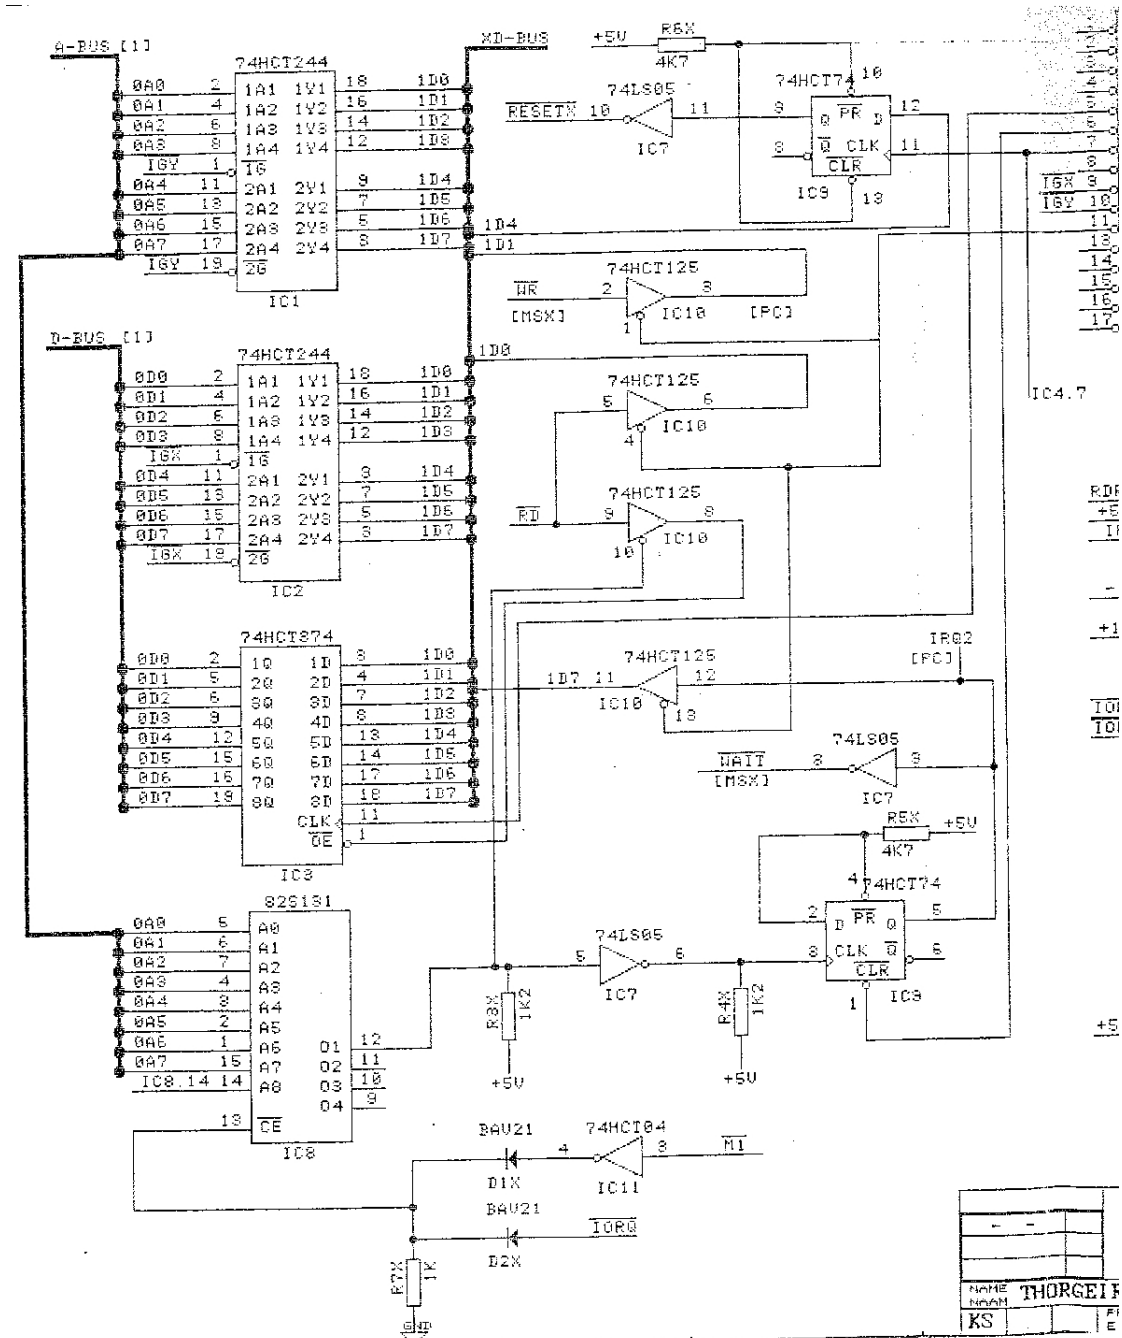 A-BUS [1]
XD-BUS
+5V
R6X
4K7
74HCT244
0A0 2 1A1 1Y1 18 1D0
0A1 4 1A2 1Y2 16 1D1
0A2 6 1A3 1Y3 14 1D2
0A3 8 1A4 1Y4 12 1D3
IGY 1 1G
0A4 11 2A1 2Y1 9 1D4
0A5 13 2A2 2Y2 7 1D5
0A6 15 2A3 2Y3 5 1D6
0A7 17 2A4 2Y4 3 1D7
IGY 19 2G
IC1
74LS05
RESETX 10 11
IC7
74HCT74 10
9 Q PR D 12
8 Q CLK 11
CLR
IC9 13
1D4
1D1
74HCT125
WR 2 3
[MSX] 1 IC10 [PC]
IGX 9
IGY 10
11
13
14
15
16
17
D-BUS [1]
74HCT244
0D0 2 1A1 1Y1 18 1D0
0D1 4 1A2 1Y2 16 1D1
0D2 6 1A3 1Y3 14 1D2
0D3 8 1A4 1Y4 12 1D3
IGX 1 1G
0D4 11 2A1 2Y1 9 1D4
0D5 13 2A2 2Y2 7 1D5
0D6 15 2A3 2Y3 5 1D6
0D7 17 2A4 2Y4 3 1D7
IGX 19 2G
IC2
1D0
74HCT125
5 6
4 IC10
IC4.7
74HCT125
RD 9 8
10 IC10
74HCT374
0D0 2 1Q 1D 3 1D0
0D1 5 2Q 2D 4 1D1
0D2 6 3Q 3D 7 1D2
0D3 9 4Q 4D 8 1D3
0D4 12 5Q 5D 13 1D4
0D5 15 6Q 6D 14 1D5
0D6 16 7Q 7D 17 1D6
0D7 19 8Q 8D 18 1D7
CLK 11
OE 1
IC3
74HCT125
1D7 11 12
IC10 13
IRQ2
[PC]
74LS05
WAIT 8 9
[MSX]
IC7
R5X
+5V
4K7
4 74HCT74
2 D PR Q 5
3 CLK Q 6
CLR
1 IC9
82S131
0A0 5 A0
0A1 6 A1
0A2 7 A2
0A3 4 A3
0A4 3 A4
0A5 2 A5
0A6 1 A6 O1 12
0A7 15 A7 O2 11
IC8.14 14 A8 O3 10
O4 9
13 CE
IC8
74LS05
5 6
IC7
R3X
1K2
+5V
R4X
1K2
+5V
BAV21
D1X
74HCT04
4 3 M1
IC11
BAV21
D2X
IORQ
R7X
1K
GND
+5
NAME
NAAM
THORGEIR
KS